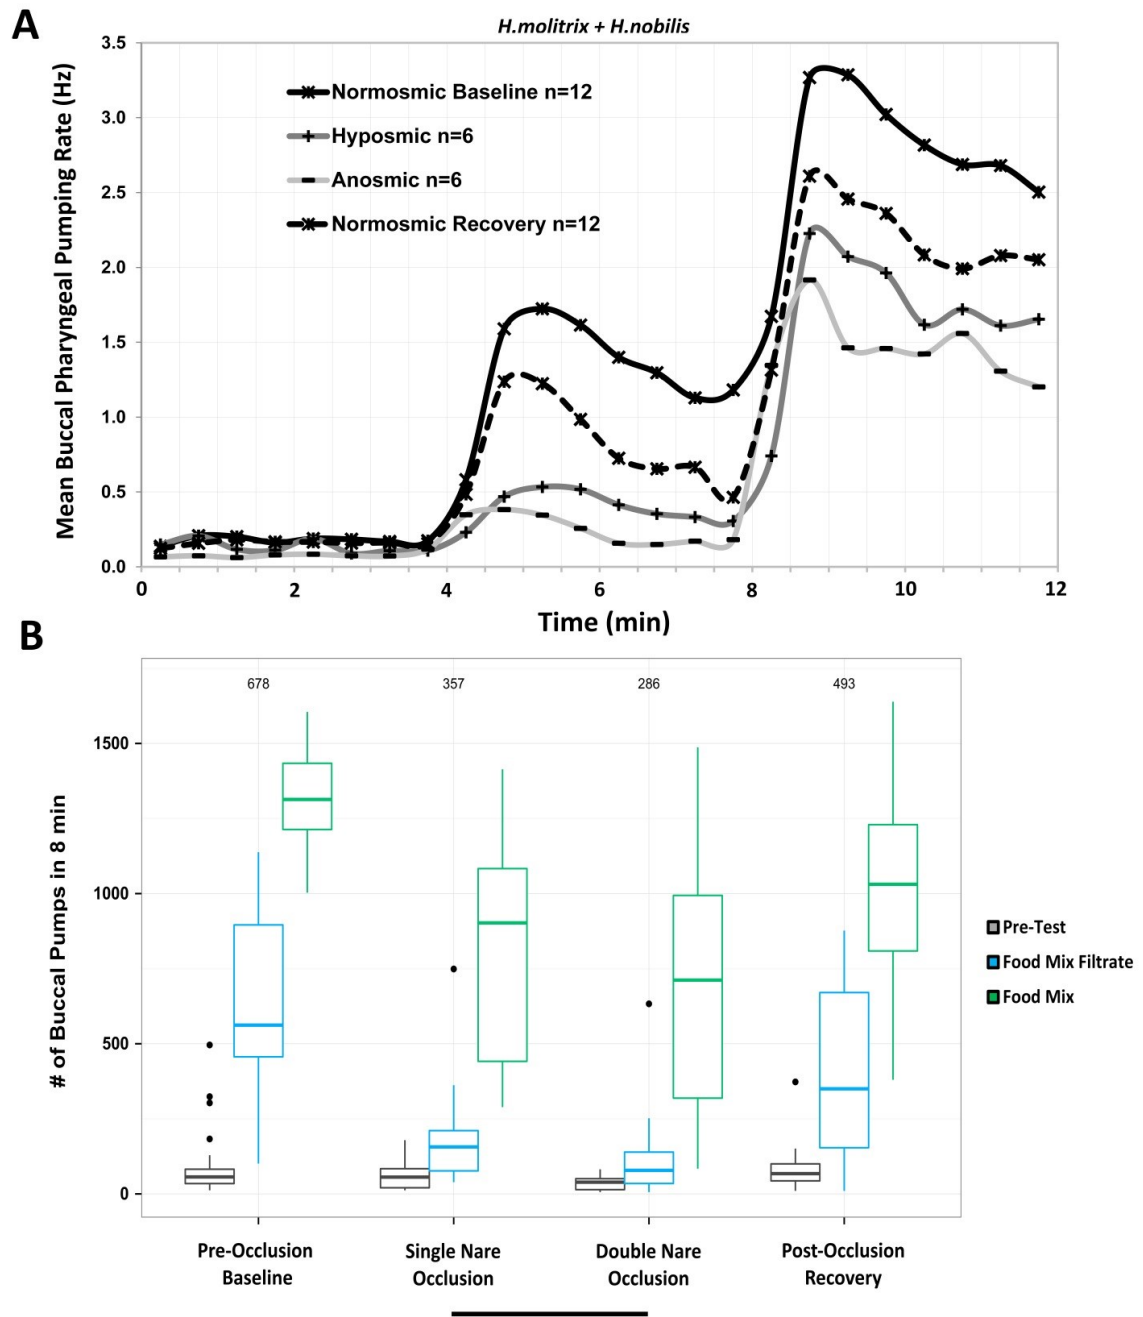 A
H.molitrix + H.nobilis
Mean Buccal Pharyngeal Pumping Rate (Hz)
3.5
3.0
2.5
2.0
1.5
1.0
0.5
0.0
Normosmic Baseline n=12
Hyposmic n=6
Anosmic n=6
Normosmic Recovery n=12
0 2 4 6 8 10 12
Time (min)
B
# of Buccal Pumps in 8 min
678 357 286 493
1500
1000
500
0
Pre-Test
Food Mix Filtrate
Food Mix
Pre-Occlusion
Baseline
Single Nare
Occlusion
Double Nare
Occlusion
Post-Occlusion
Recovery